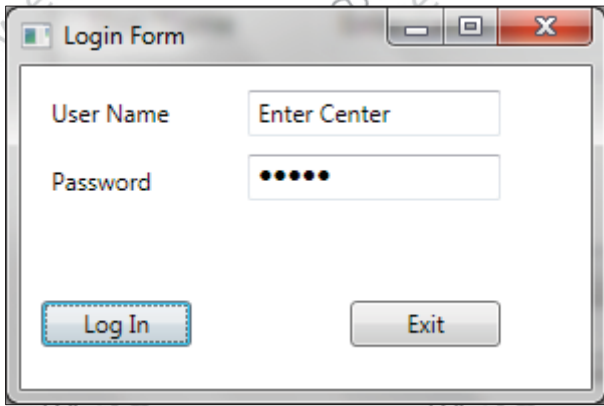 Login Form
User Name
Enter Center
Password
●●●●●
Log In
Exit